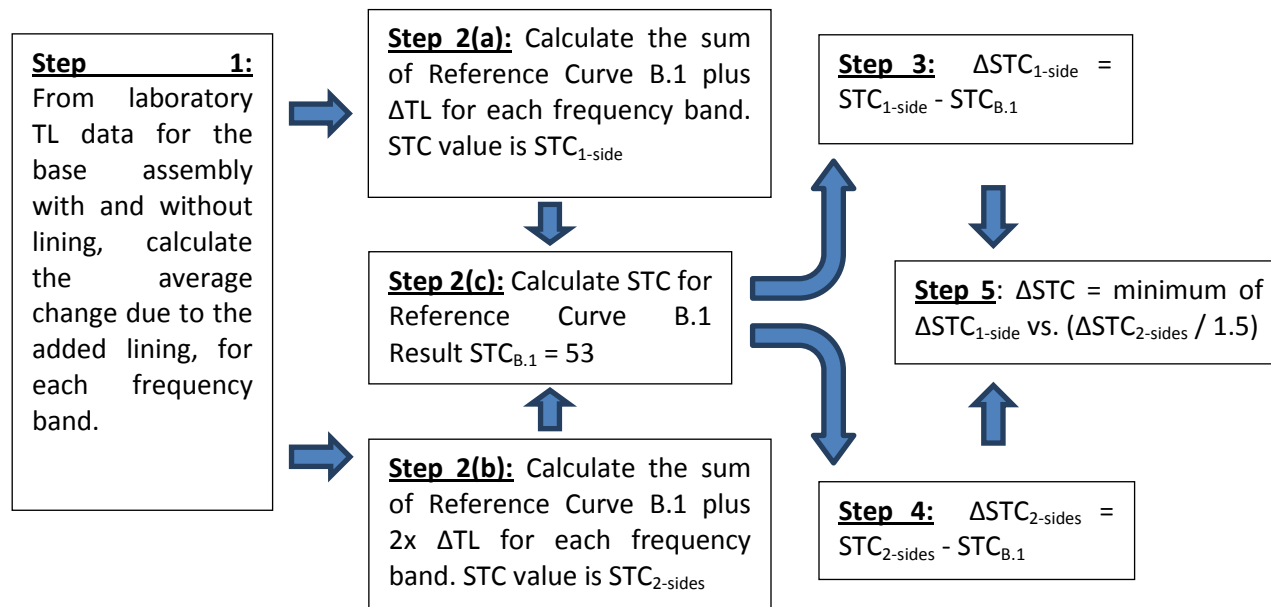 Step 1:
From laboratory
TL data for the
base assembly
with and without
lining, calculate
the average
change due to the
added lining, for
each frequency
band.
Step 2(a): Calculate the sum
of Reference Curve B.1 plus
ΔTL for each frequency band.
STC value is STC1-side
Step 2(c): Calculate STC for
Reference Curve B.1
Result STCB.1 = 53
Step 2(b): Calculate the sum
of Reference Curve B.1 plus
2x ΔTL for each frequency
band. STC value is STC2-sides
Step 3: ΔSTC1-side =
STC1-side - STCB.1
Step 4: ΔSTC2-sides =
STC2-sides - STCB.1
Step 5: ΔSTC = minimum of
ΔSTC1-side vs. (ΔSTC2-sides / 1.5)